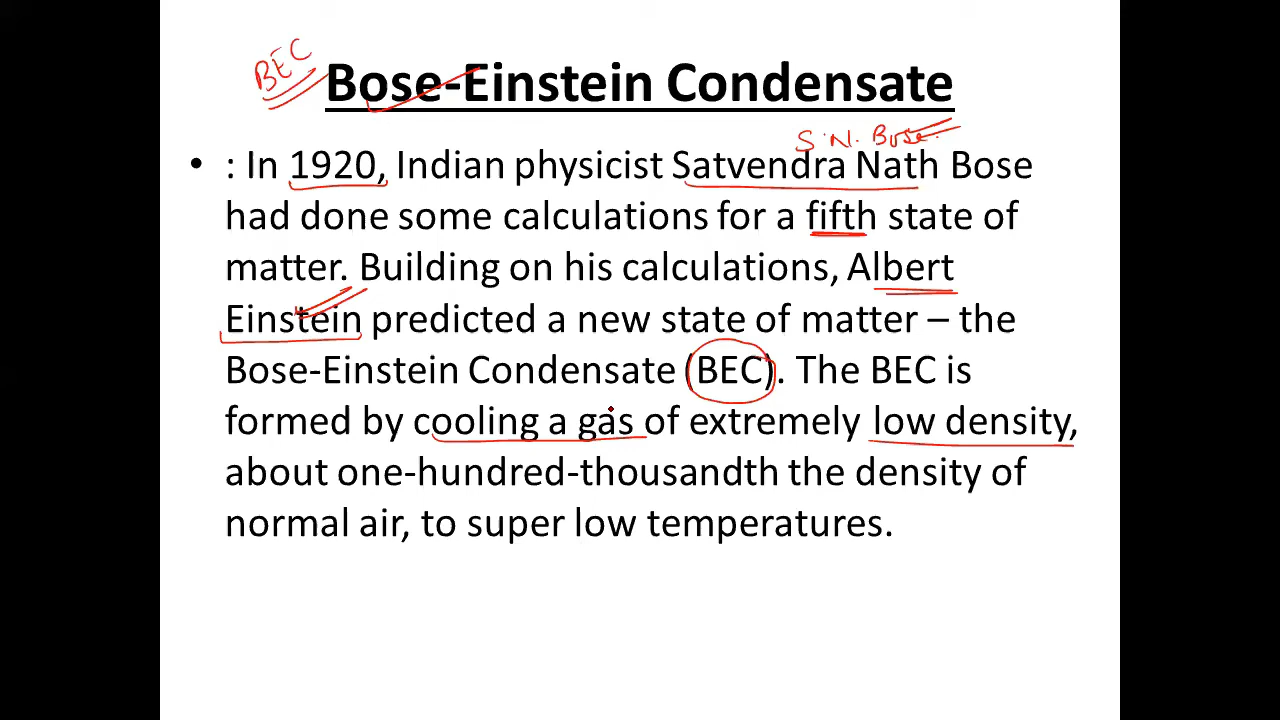 BEC
Bose-Einstein Condensate
S.N. Bose.
• : In 1920, Indian physicist Satvendra Nath Bose
had done some calculations for a fifth state of
matter. Building on his calculations, Albert
Einstein predicted a new state of matter – the
Bose-Einstein Condensate (BEC). The BEC is
formed by cooling a gas of extremely low density,
about one-hundred-thousandth the density of
normal air, to super low temperatures.